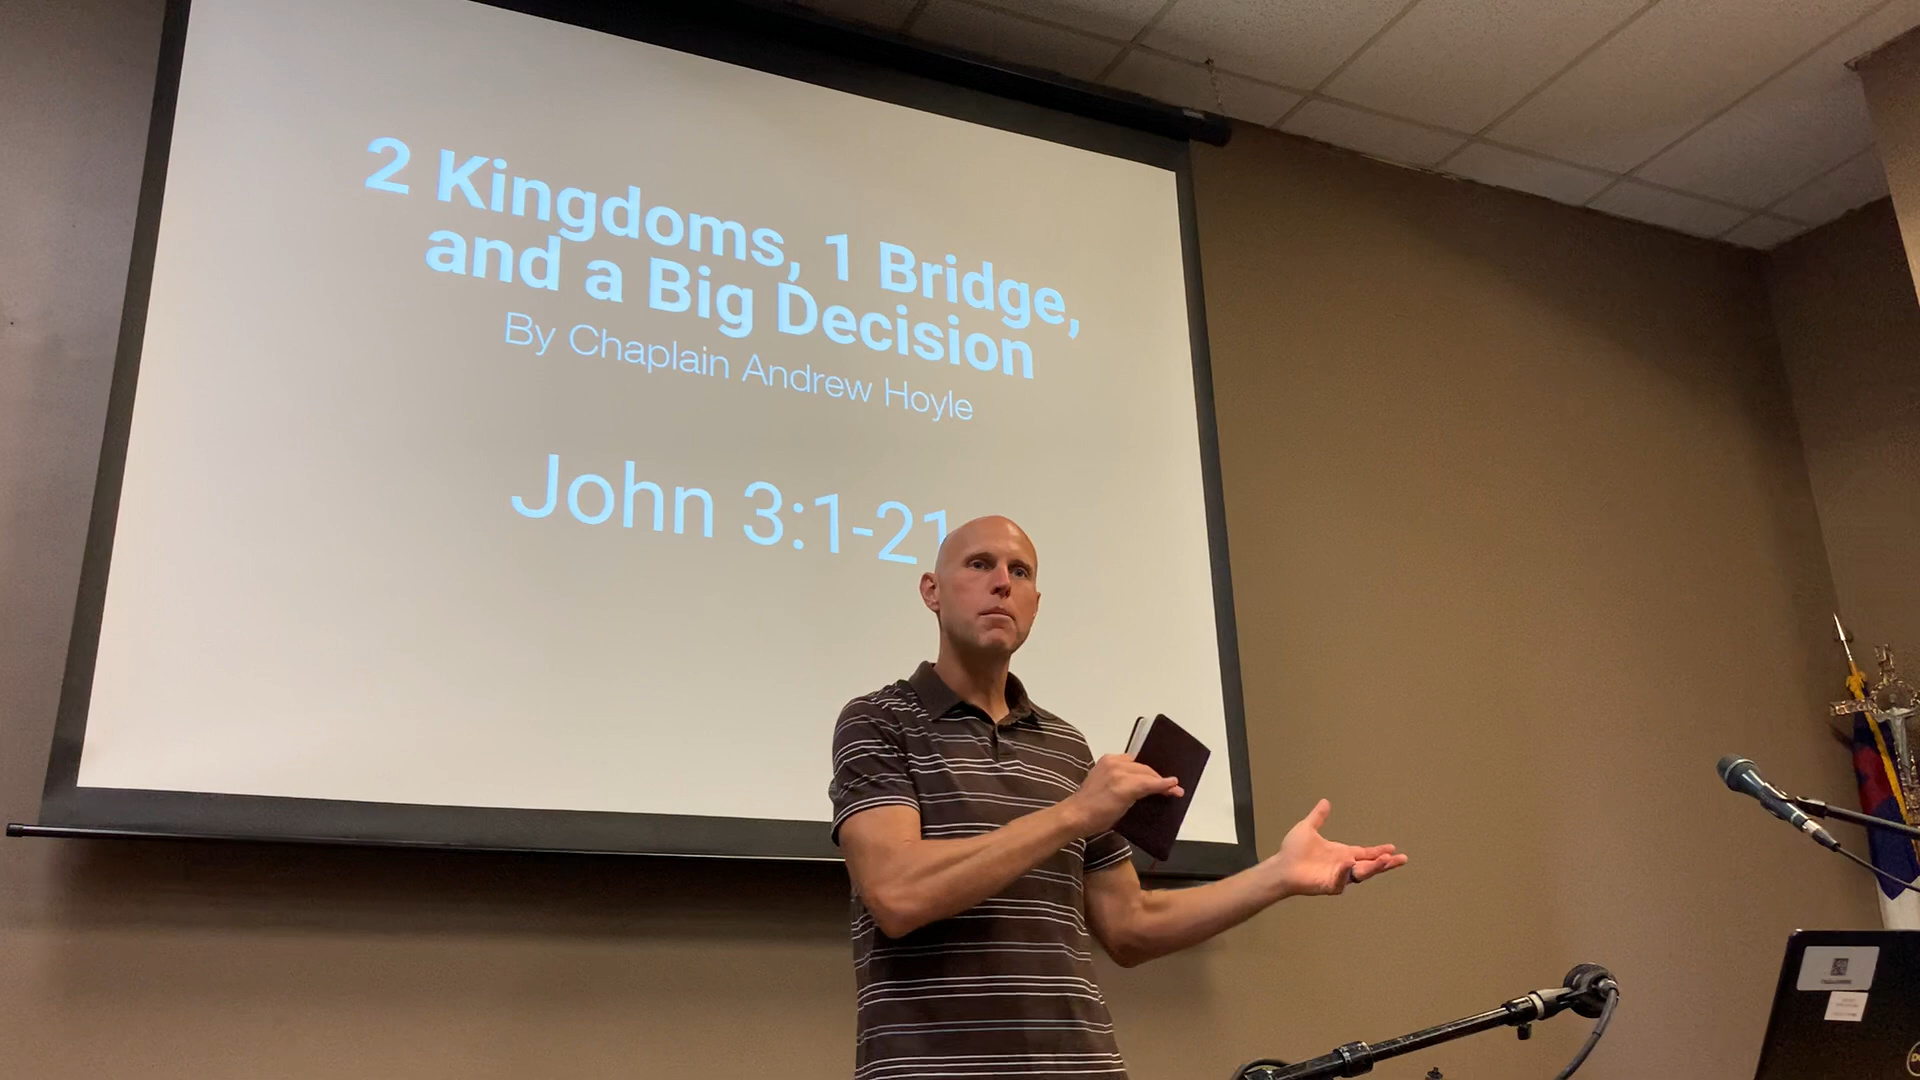 2 Kingdoms, 1 Bridge,
and a Big Decision
By Chaplain Andrew Hoyle
John 3:1-21